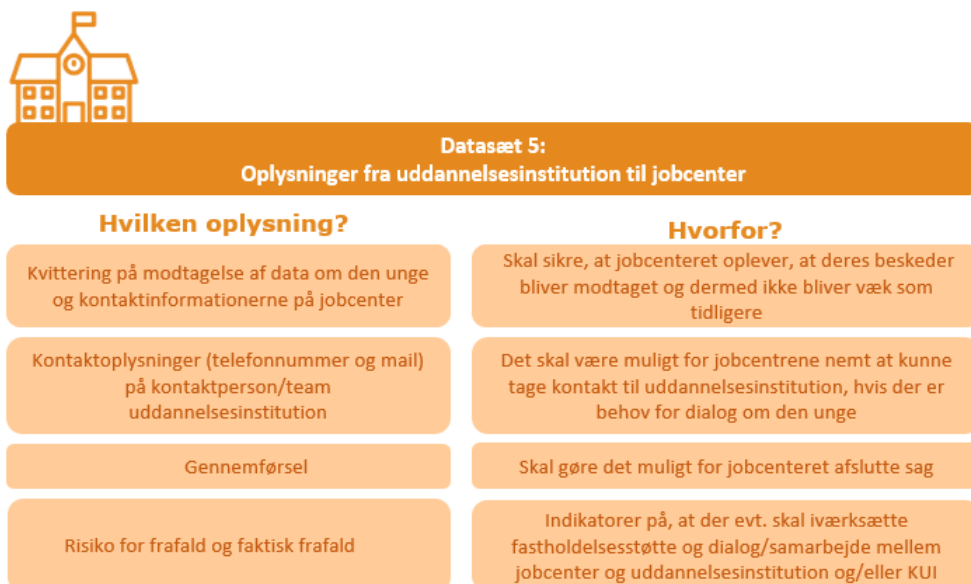 Datasæt 5:
Oplysninger fra uddannelsesinstitution til jobcenter
Hvilken oplysning?
Hvorfor?
Kvittering på modtagelse af data om den unge
og kontaktinformationerne på jobcenter
Skal sikre, at jobcenteret oplever, at deres beskeder
bliver modtaget og dermed ikke bliver væk som
tidligere
Kontaktoplysninger (telefonnummer og mail)
på kontaktperson/team
uddannelsesinstitution
Det skal være muligt for jobcentrene nemt at kunne
tage kontakt til uddannelsesinstitution, hvis der er
behov for dialog om den unge
Gennemførsel
Skal gøre det muligt for jobcenteret afslutte sag
Risiko for frafald og faktisk frafald
Indikatorer på, at der evt. skal iværksætte
fastholdelsesstøtte og dialog/samarbejde mellem
jobcenter og uddannelsesinstitution og/eller KUI